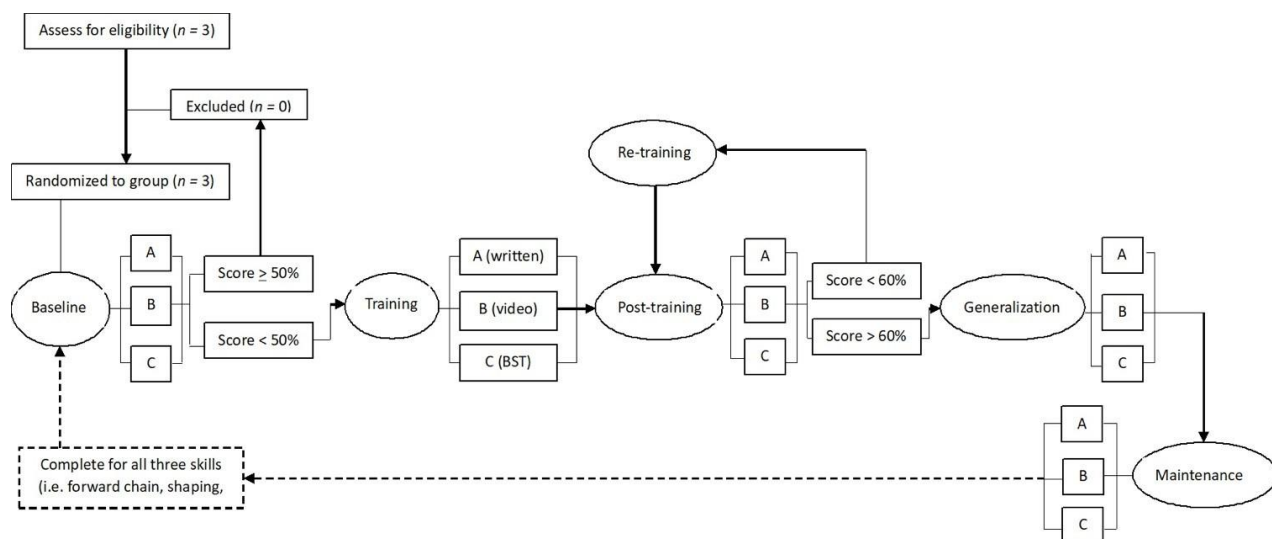 Assess for eligibility (n = 3)
Excluded (n = 0)
Randomized to group (n = 3)
Baseline
A
B
C
Score ≥ 50%
Score < 50%
Training
A (written)
B (video)
C (BST)
Re-training
Post-training
A
B
C
Score < 60%
Score > 60%
Generalization
A
B
C
Maintenance
A
B
C
Complete for all three skills
(i.e. forward chain, shaping,